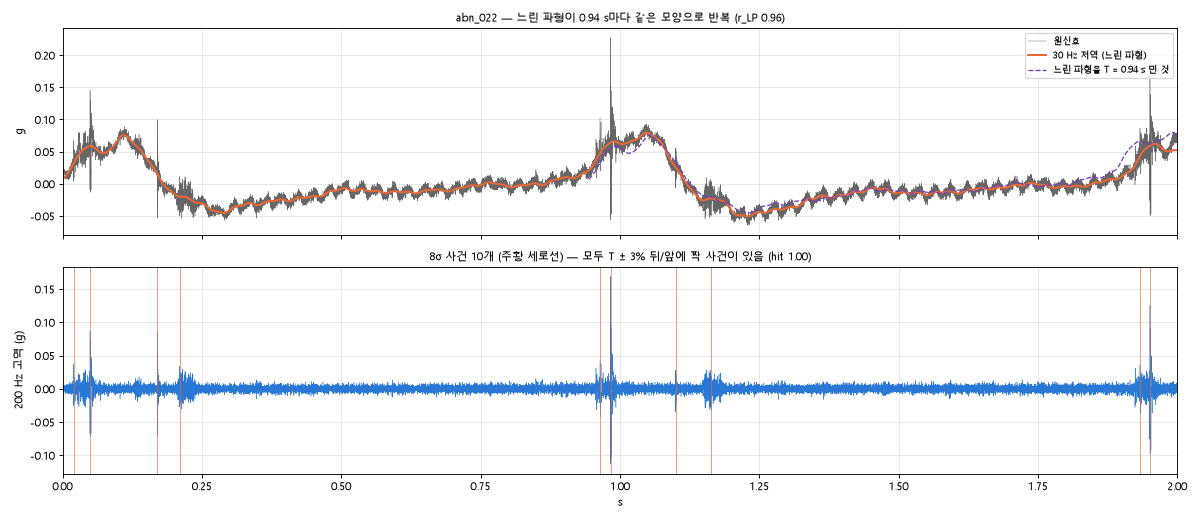 abn_022 — 느린 파형이 0.94 s마다 같은 모양으로 반복 (r_LP 0.96)
원신호
30 Hz 저역 (느린 파형)
느린 파형을 T = 0.94 s 민 것
g
0.20
0.15
0.10
0.05
0.00
-0.05
8σ 사건 10개 (주황 세로선) — 모두 T ± 3% 뒤/앞에 짝 사건이 있음 (hit 1.00)
200 Hz 고역 (g)
0.15
0.10
0.05
0.00
-0.05
-0.10
0.00 0.25 0.50 0.75 1.00 1.25 1.50 1.75 2.00
s